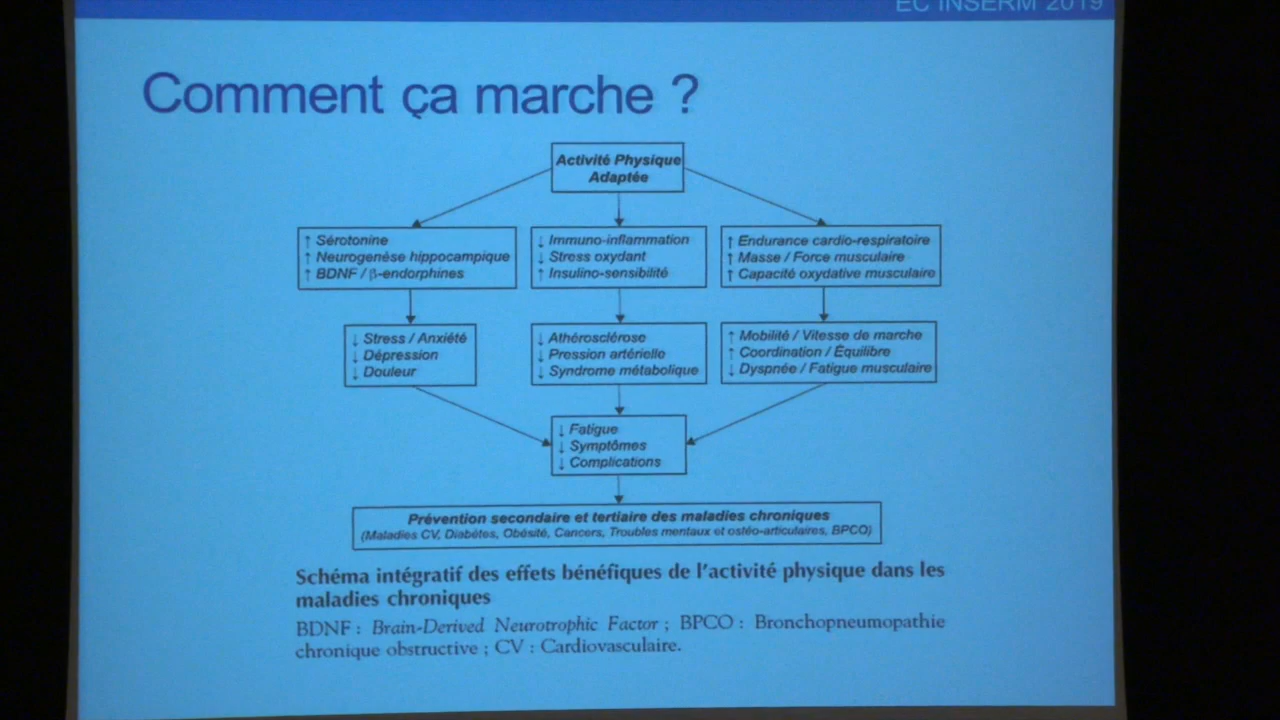 EC INSERM 2019
Comment ça marche ?
Activité Physique
Adaptée
↑ Sérotonine
↑ Neurogenèse hippocampique
↑ BDNF / β-endorphines
↓ Immuno-inflammation
↓ Stress oxydant
↑ Insulino-sensibilité
↑ Endurance cardio-respiratoire
↑ Masse / Force musculaire
↑ Capacité oxydative musculaire
↓ Stress / Anxiété
↓ Dépression
↓ Douleur
↓ Athérosclérose
↓ Pression artérielle
↓ Syndrome métabolique
↑ Mobilité / Vitesse de marche
↑ Coordination / Équilibre
↓ Dyspnée / Fatigue musculaire
↓ Fatigue
↓ Symptômes
↓ Complications
Prévention secondaire et tertiaire des maladies chroniques
(Maladies CV, Diabètes, Obésité, Cancers, Troubles mentaux et ostéo-articulaires, BPCO)
Schéma intégratif des effets bénéfiques de l'activité physique dans les
maladies chroniques
BDNF : Brain-Derived Neurotrophic Factor ; BPCO : Bronchopneumopathie
chronique obstructive ; CV : Cardiovasculaire.